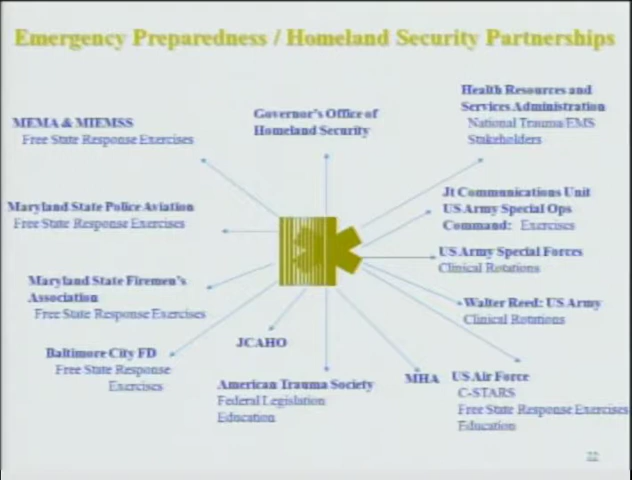 Emergency Preparedness / Homeland Security Partnerships
MEMA & MIEMSS
Free State Response Exercises
Governor's Office of
Homeland Security
Health Resources and
Services Administration
National Trauma/EMS
Stakeholders
Maryland State Police Aviation
Free State Response Exercises
Jt Communications Unit
US Army Special Ops
Command: Exercises
US Army Special Forces
Clinical Rotations
Maryland State Firemen's
Association
Free State Response Exercises
Walter Reed: US Army
Clinical Rotations
Baltimore City FD
Free State Response
Exercises
JCAHO
American Trauma Society
Federal Legislation
Education
MHA
US Air Force
C-STARS
Free State Response Exercises
Education
22